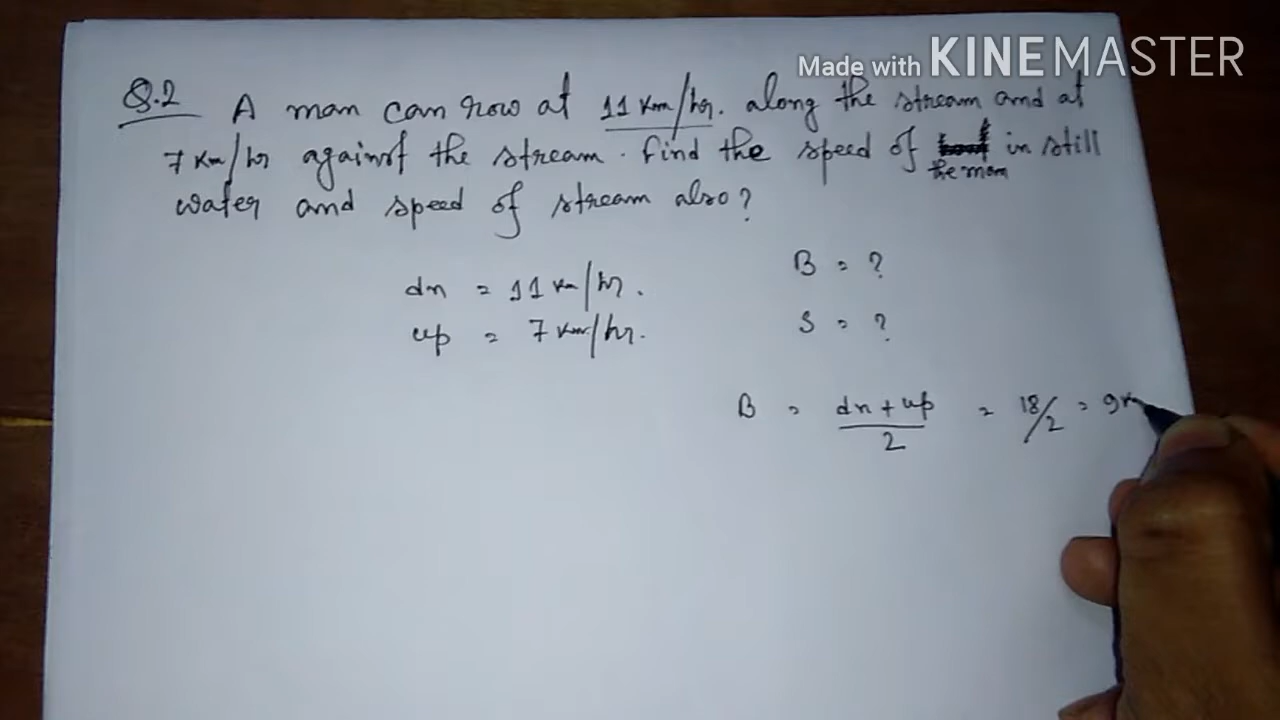 Made with KINEMASTER
Q.2 A man can row at 11 km/hr. along the stream and at
7 km/hr against the stream. find the speed of in still
the man
water and speed of stream also?
dn = 11 km/hr.
up = 7 km/hr.
B = ?
S = ?
B = dn + up / 2 = 18/2 = 9 k